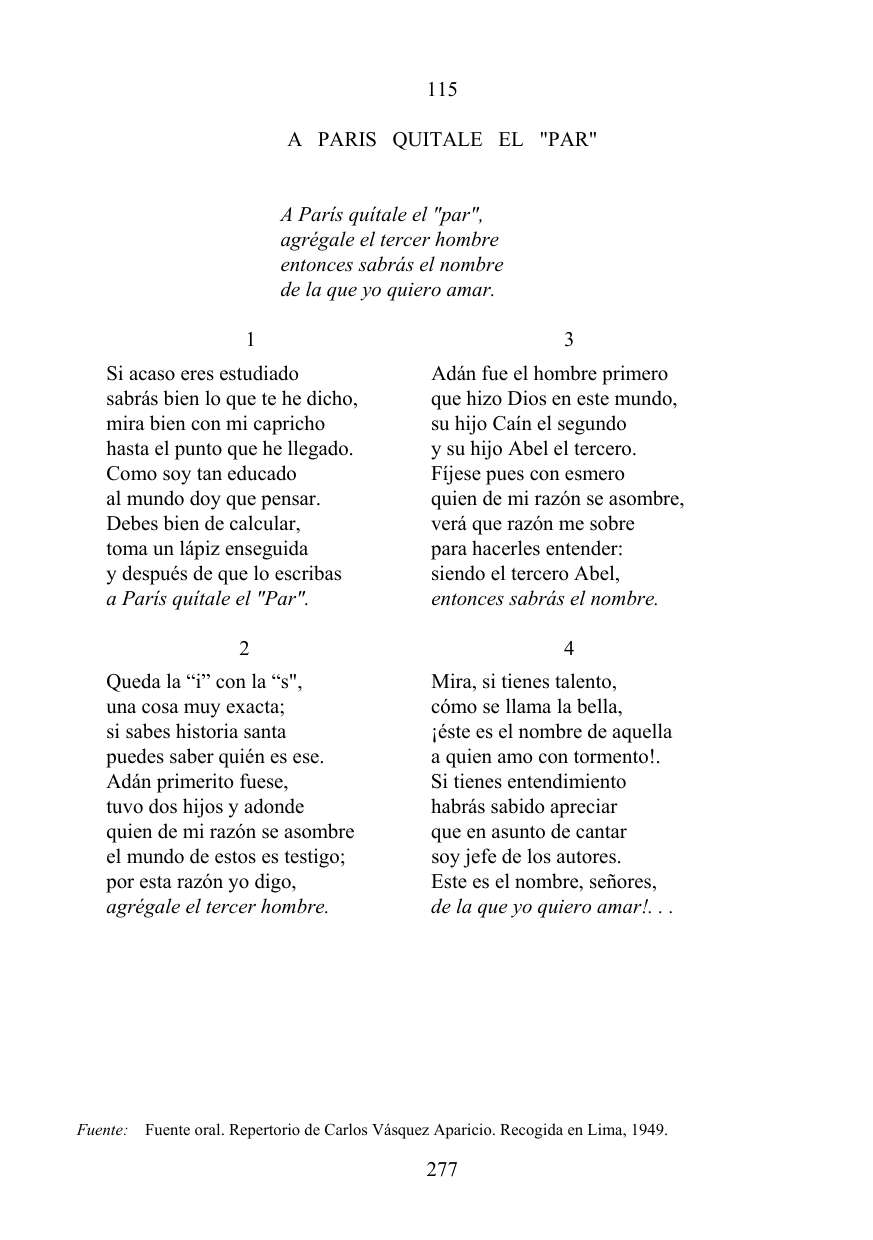 115
A PARIS QUITALE EL "PAR"
A París quítale el "par",
agrégale el tercer hombre
entonces sabrás el nombre
de la que yo quiero amar.
1
Si acaso eres estudiado
sabrás bien lo que te he dicho,
mira bien con mi capricho
hasta el punto que he llegado.
Como soy tan educado
al mundo doy que pensar.
Debes bien de calcular,
toma un lápiz enseguida
y después de que lo escribas
a París quítale el "Par".
2
Queda la “i” con la “s",
una cosa muy exacta;
si sabes historia santa
puedes saber quién es ese.
Adán primerito fuese,
tuvo dos hijos y adonde
quien de mi razón se asombre
el mundo de estos es testigo;
por esta razón yo digo,
agrégale el tercer hombre.
3
Adán fue el hombre primero
que hizo Dios en este mundo,
su hijo Caín el segundo
y su hijo Abel el tercero.
Fíjese pues con esmero
quien de mi razón se asombre,
verá que razón me sobre
para hacerles entender:
siendo el tercero Abel,
entonces sabrás el nombre.
4
Mira, si tienes talento,
cómo se llama la bella,
¡éste es el nombre de aquella
a quien amo con tormento!.
Si tienes entendimiento
habrás sabido apreciar
que en asunto de cantar
soy jefe de los autores.
Este es el nombre, señores,
de la que yo quiero amar!. . .
Fuente: Fuente oral. Repertorio de Carlos Vásquez Aparicio. Recogida en Lima, 1949.
277